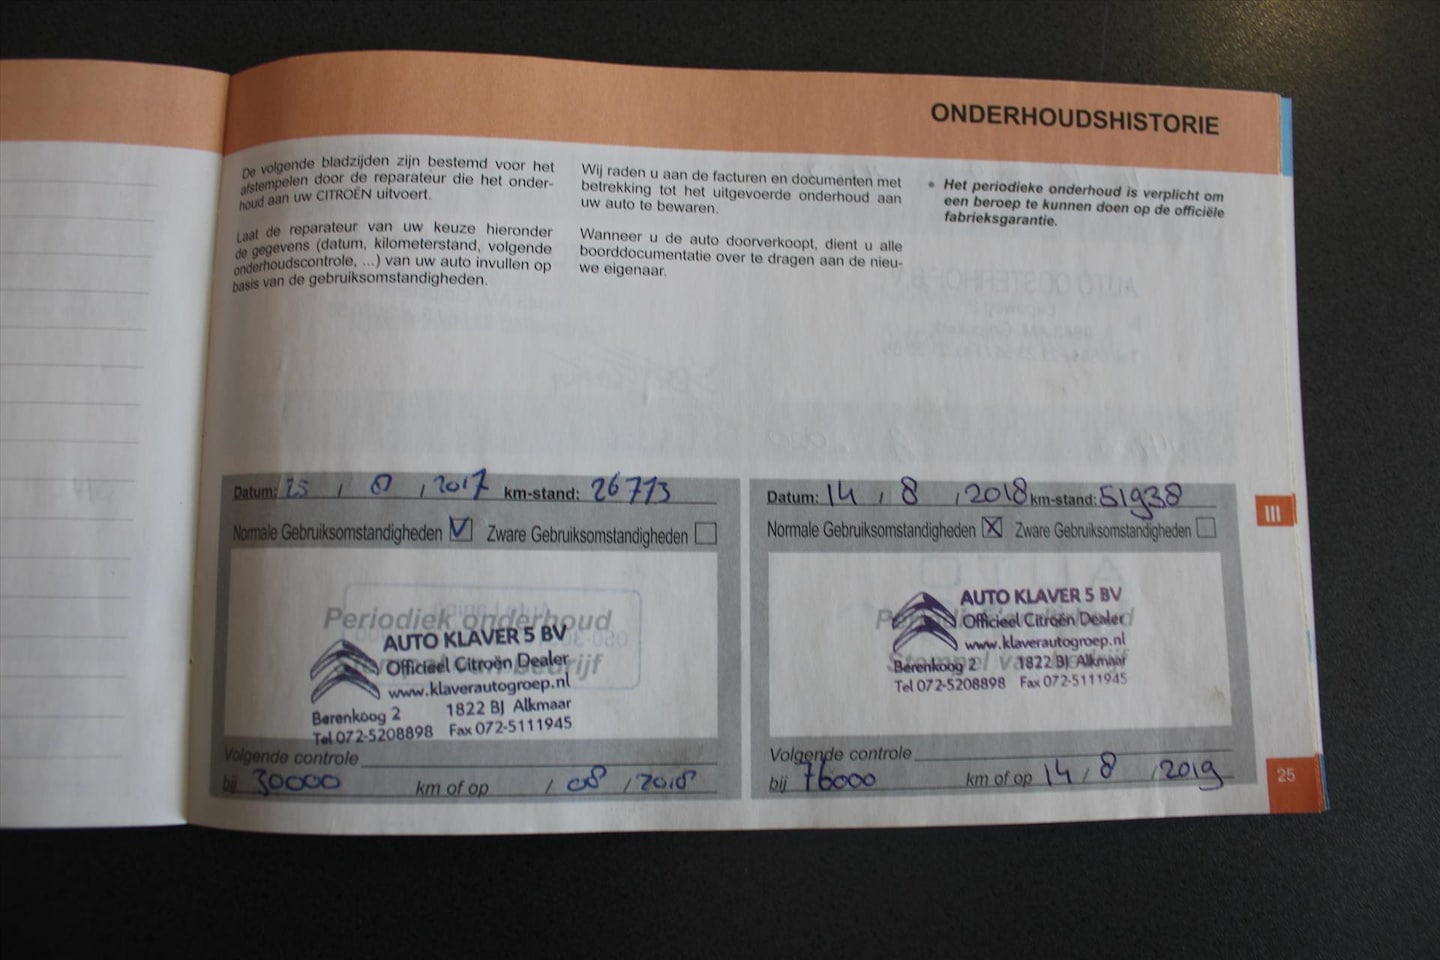 ONDERHOUDSHISTORIE
De volgende bladzijden zijn bestemd voor het
afstempelen door de reparateur die het onder-
houd aan uw CITROËN uitvoert.
Laat de reparateur van uw keuze hieronder
de gegevens (datum, kilometerstand, volgende
onderhoudscontrole, ...) van uw auto invullen op
basis van de gebruiksomstandigheden.
Wij raden u aan de facturen en documenten met
betrekking tot het uitgevoerde onderhoud aan
uw auto te bewaren.
Wanneer u de auto doorverkoopt, dient u alle
boorddocumentatie over te dragen aan de nieu-
we eigenaar.
• Het periodieke onderhoud is verplicht om
een beroep te kunnen doen op de officiële
fabrieksgarantie.
Datum: 25 / 8 / 2017 km-stand: 26773
Normale Gebruiksomstandigheden Zware Gebruiksomstandigheden
Periodiek onderhoud
AUTO KLAVER 5 BV
Officieel Citroën Dealer
www.klaverautogroep.nl
Berenkoog 2 1822 BJ Alkmaar
Tel 072-5208898 Fax 072-5111945
Volgende controle
bij 30000 km of op / 08 / 2018
Datum: 14 / 8 / 2018 km-stand: 51938
Normale Gebruiksomstandigheden Zware Gebruiksomstandigheden
AUTO KLAVER 5 BV
Officieel Citroën Dealer
www.klaverautogroep.nl
Stempel van bedrijf
Berenkoog 2 1822 BJ Alkmaar
Tel 072-5208898 Fax 072-5111945
Volgende controle
bij 76000 km of op 14 / 8 / 2019
III
25